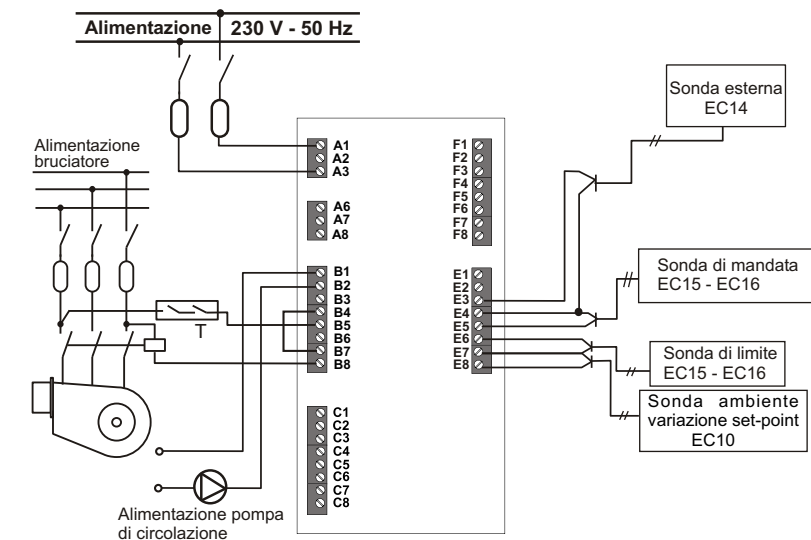 Alimentazione 230 V - 50 Hz
Alimentazione
bruciatore
A1
A2
A3
A6
A7
A8
B1
B2
B3
B4
B5
B6
B7
B8
C1
C2
C3
C4
C5
C6
C7
C8
T
Alimentazione pompa
di circolazione
F1
F2
F3
F4
F5
F6
F7
F8
E1
E2
E3
E4
E5
E6
E7
E8
Sonda esterna
EC14
Sonda di mandata
EC15 - EC16
Sonda di limite
EC15 - EC16
Sonda ambiente
variazione set-point
EC10